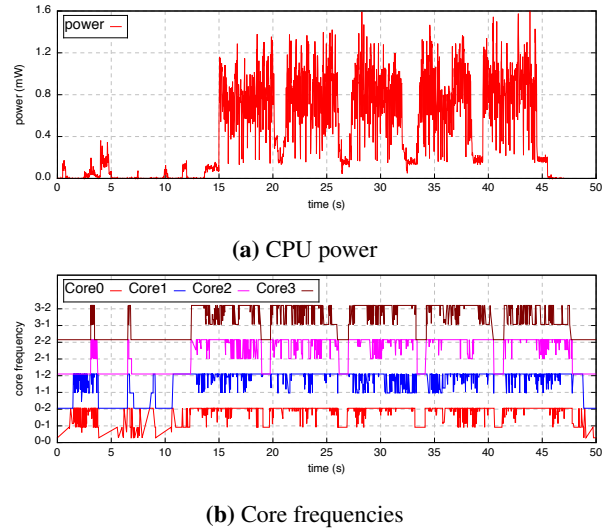 power
1.6
1.2
0.8
0.4
0.0
power (mW)
0 5 10 15 20 25 30 35 40 45 50
time (s)
(a) CPU power
Core0 Core1 Core2 Core3
3-2
3-1
2-2
2-1
1-2
1-1
0-2
0-1
0-0
core frequency
0 5 10 15 20 25 30 35 40 45 50
time (s)
(b) Core frequencies